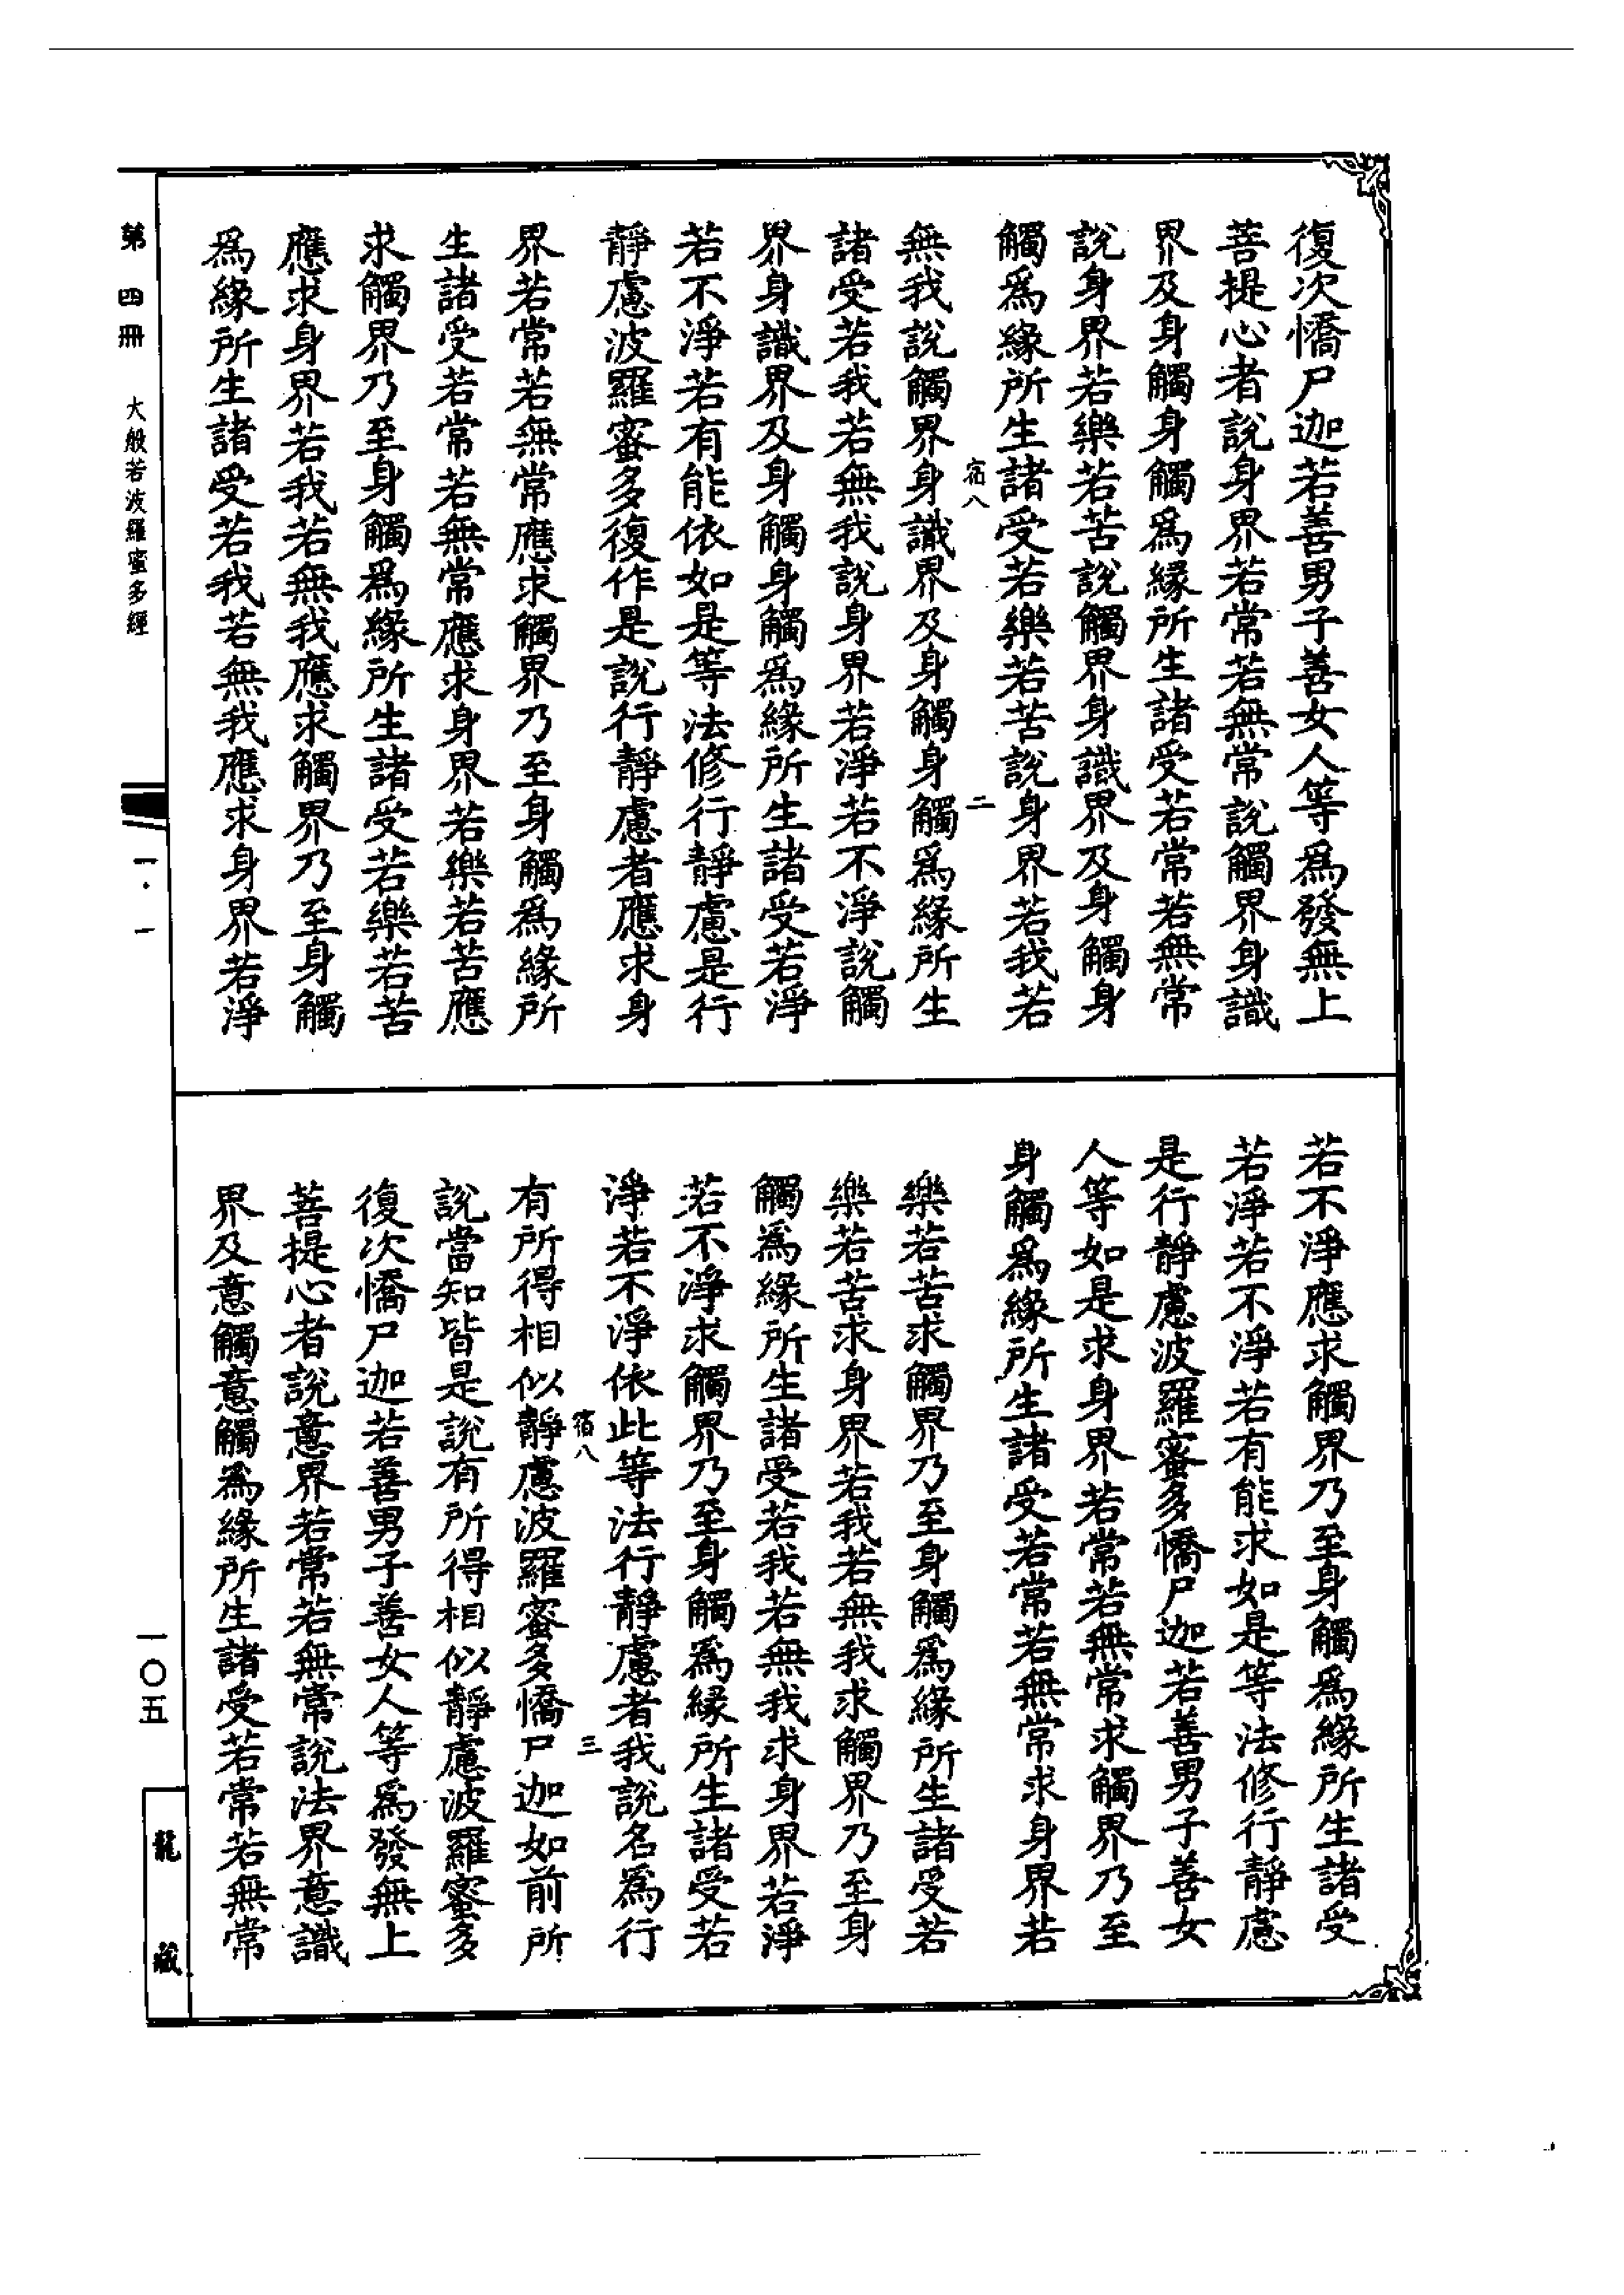 復次憍尸迦若善男子善女人等爲發無上
菩提心者說身界若常若無常說觸界身識
界及身觸身觸爲緣所生諸受若常若無常
說身界若樂若苦說觸界身識界及身觸身
觸爲緣所生諸受若樂若苦說身界若我若
宿八 二
無我說觸界身識界及身觸身觸爲緣所生
諸受若我若無我說身界若淨若不淨說觸
界身識界及身觸身觸爲緣所生諸受若淨
若不淨若有能依如是等法修行靜慮是行
靜慮波羅蜜多復作是說行靜慮者應求身
界若常若無常應求觸界乃至身觸爲緣所
生諸受若常若無常應求身界若樂若苦應
求觸界乃至身觸爲緣所生諸受若樂若苦
應求身界若我若無我應求觸界乃至身觸
爲緣所生諸受若我若無我應求身界若淨
若不淨應求觸界乃至身觸爲緣所生諸受
若淨若不淨若有能求如是等法修行靜慮
是行靜慮波羅蜜多憍尸迦若善男子善女
人等如是求身界若常若無常求觸界乃至
身觸爲緣所生諸受若常若無常求身界若
樂若苦求觸界乃至身觸爲緣所生諸受若
樂若苦求身界若我若無我求觸界乃至身
觸爲緣所生諸受若我若無我求身界若淨
若不淨求觸界乃至身觸爲緣所生諸受若
淨若不淨依此等法行靜慮者我說名爲行
宿八 三
有所得相似靜慮波羅蜜多憍尸迦如前所
說當知皆是說有所得相似靜慮波羅蜜多
復次憍尸迦若善男子善女人等爲發無上
菩提心者說意界若常若無常說法界意識
界及意觸意觸爲緣所生諸受若常若無常
第四冊 大般若波羅蜜多經 一·一 一〇五 龍藏